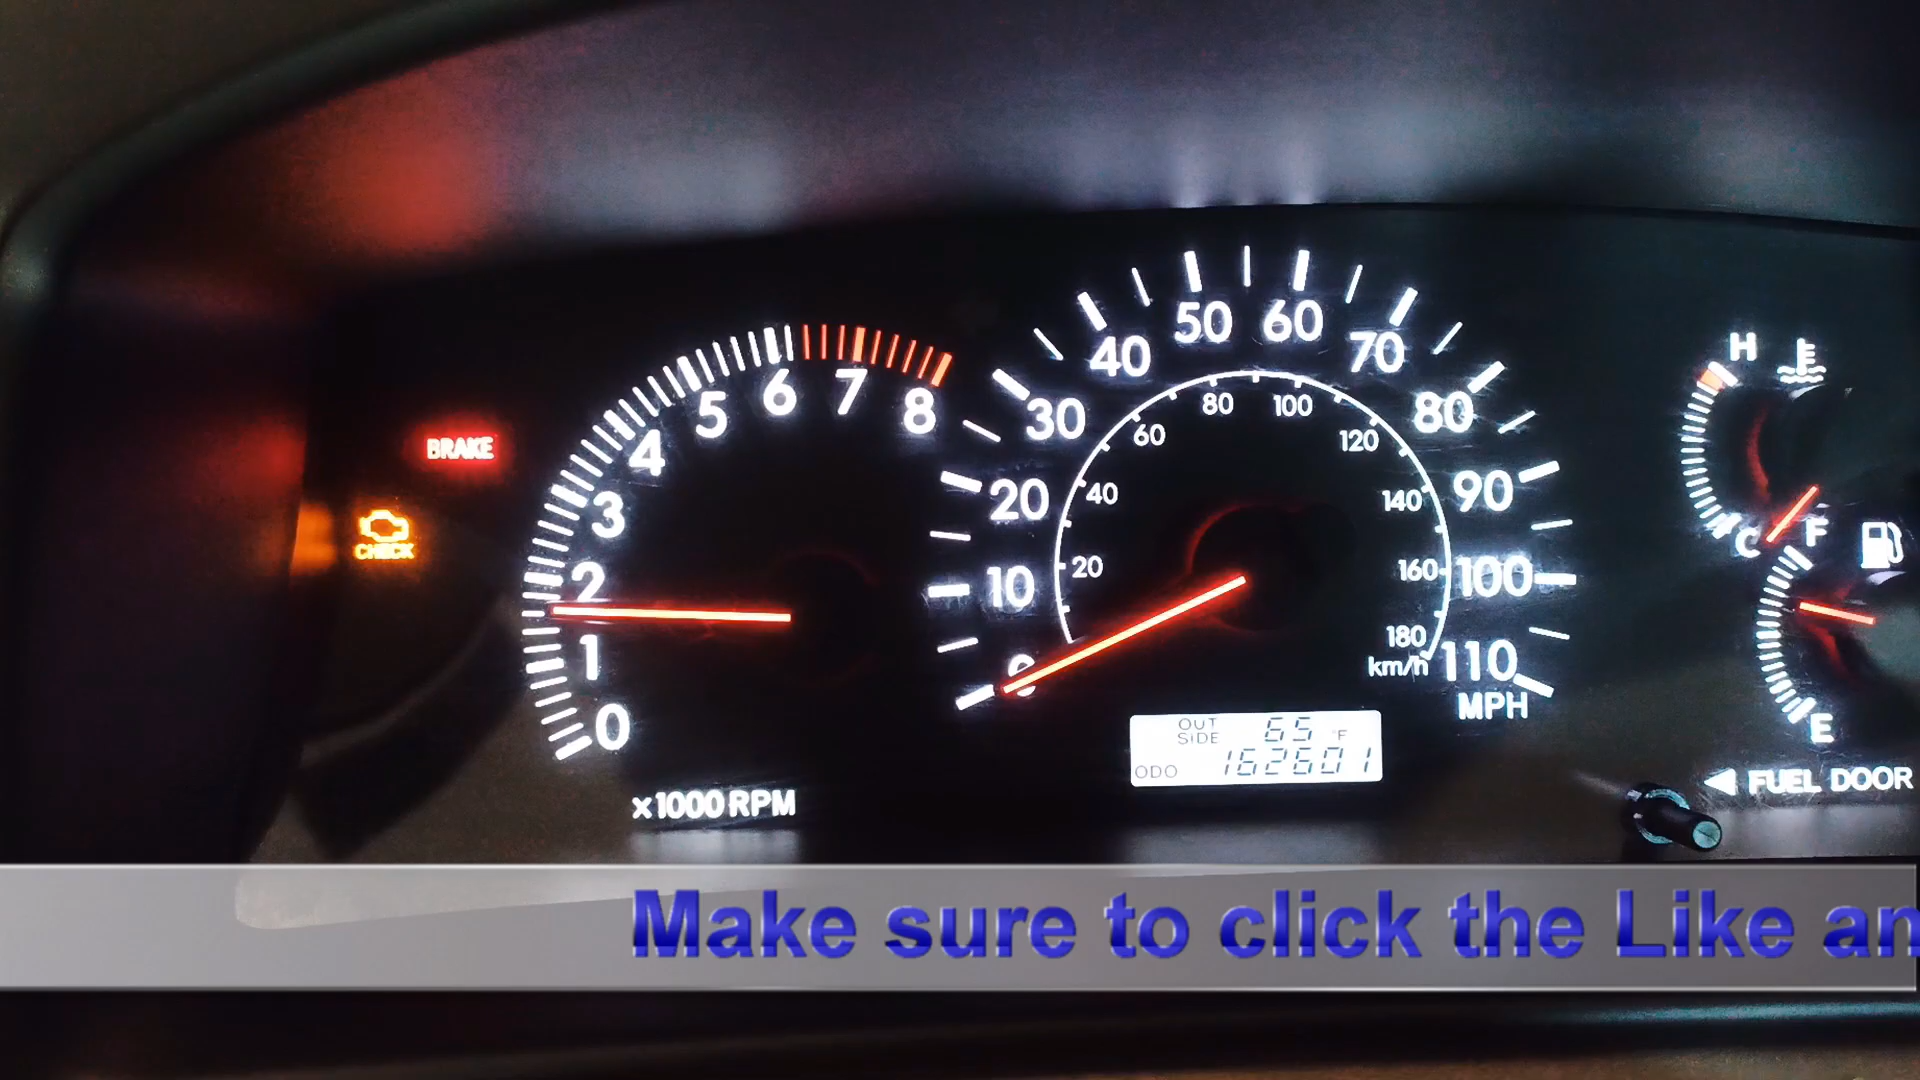 BRAKE
CHECK
0 1 2 3 4 5 6 7 8
x1000 RPM
0 10 20 30 40 50 60 70 80 90 100 110
MPH
20 40 60 80 100 120 140 160 180
km/h
OUT
SIDE 65 °F
ODO 162601
H
C
F
E
FUEL DOOR
Make sure to click the Like an